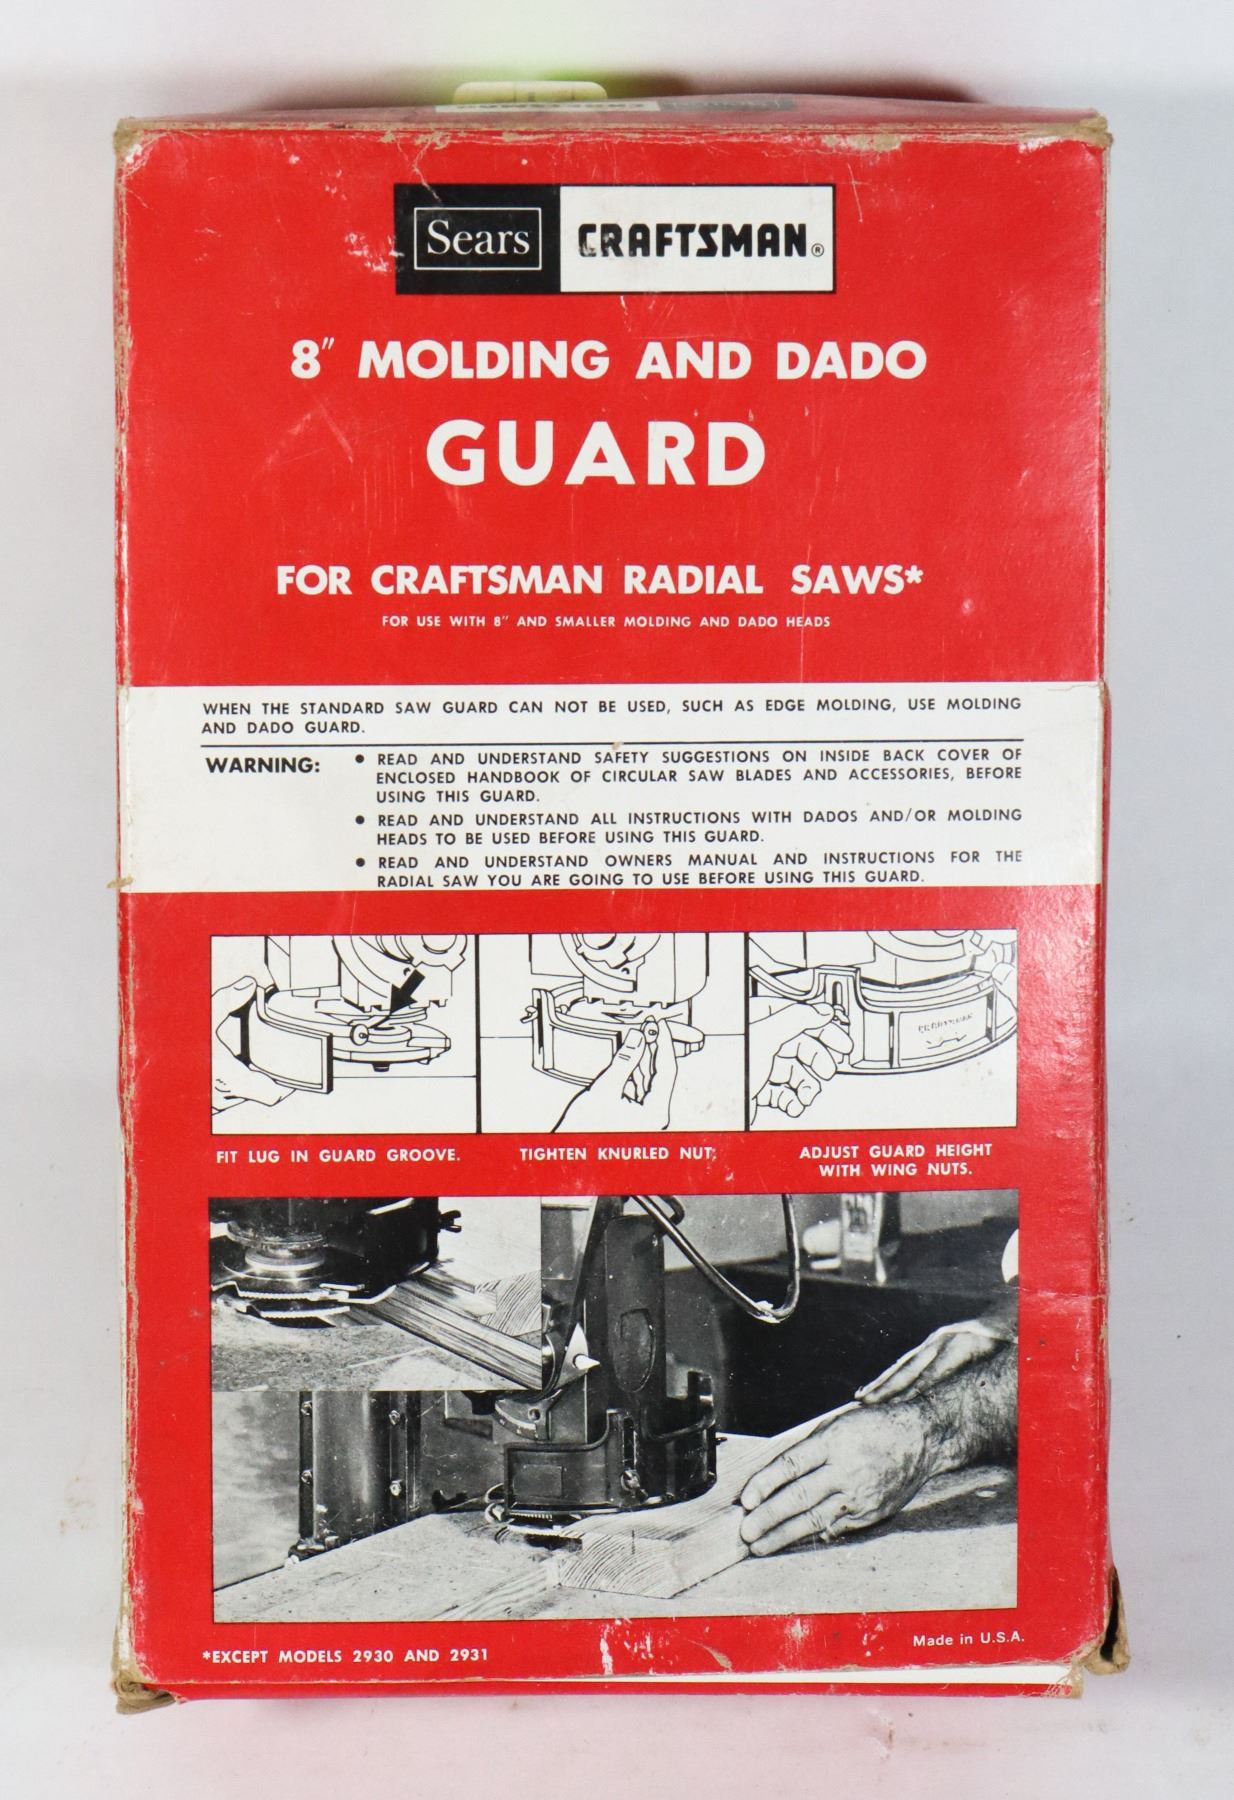 Sears CRAFTSMAN®
8" MOLDING AND DADO
GUARD
FOR CRAFTSMAN RADIAL SAWS*
FOR USE WITH 8" AND SMALLER MOLDING AND DADO HEADS
WHEN THE STANDARD SAW GUARD CAN NOT BE USED, SUCH AS EDGE MOLDING, USE MOLDING
AND DADO GUARD.
WARNING:
• READ AND UNDERSTAND SAFETY SUGGESTIONS ON INSIDE BACK COVER OF
ENCLOSED HANDBOOK OF CIRCULAR SAW BLADES AND ACCESSORIES, BEFORE
USING THIS GUARD.
• READ AND UNDERSTAND ALL INSTRUCTIONS WITH DADOS AND/OR MOLDING
HEADS TO BE USED BEFORE USING THIS GUARD.
• READ AND UNDERSTAND OWNERS MANUAL AND INSTRUCTIONS FOR THE
RADIAL SAW YOU ARE GOING TO USE BEFORE USING THIS GUARD.
CRAFTSMAN
FIT LUG IN GUARD GROOVE.
TIGHTEN KNURLED NUT.
ADJUST GUARD HEIGHT
WITH WING NUTS.
*EXCEPT MODELS 2930 AND 2931
Made in U.S.A.